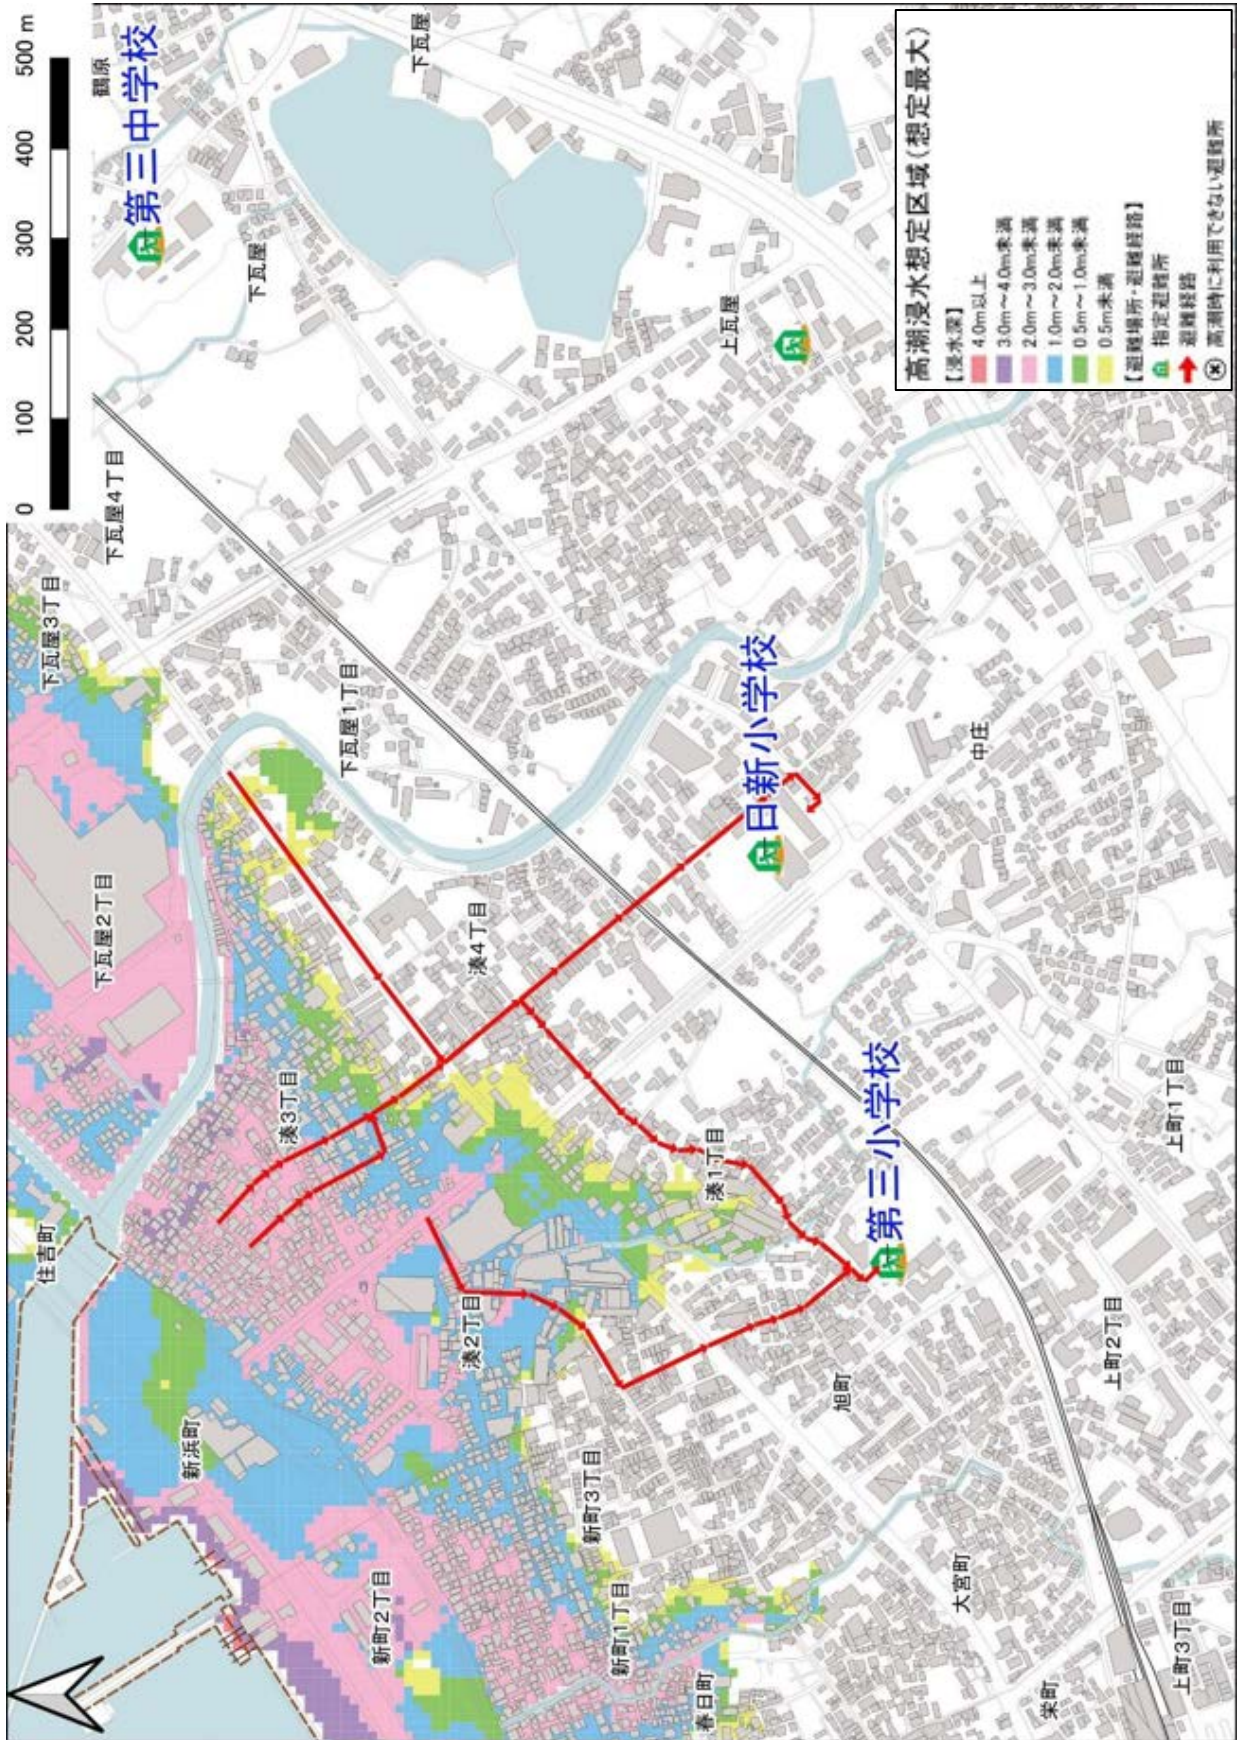 0 100 200 300 400 500 m
鶴原
第三中学校
下瓦屋
下瓦屋
下瓦屋4丁目
下瓦屋3丁目
下瓦屋1丁目
下瓦屋2丁目
上瓦屋
日新小学校
中庄
湊4丁目
湊3丁目
湊1丁目
湊2丁目
住吉町
第三小学校
上町1丁目
上町2丁目
上町3丁目
旭町
新浜町
新町3丁目
新町2丁目
新町1丁目
大宮町
春日町
栄町
高潮浸水想定区域(想定最大)
【浸水深】
4.0m以上
3.0m～4.0m未満
2.0m～3.0m未満
1.0m～2.0m未満
0.5m～1.0m未満
0.5m未満
【避難場所・避難経路】
指定避難所
避難経路
高潮時に利用できない避難所